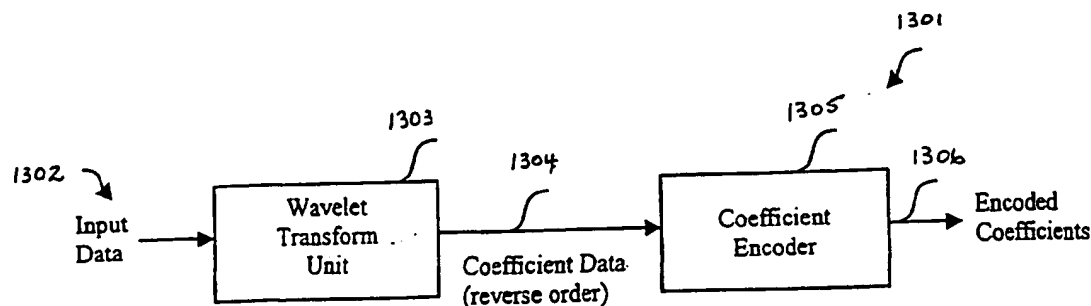 1301
1305
1303
1304
1306
1302
Input
Data
Wavelet
Transform
Unit
Coefficient Data
(reverse order)
Coefficient
Encoder
Encoded
Coefficients